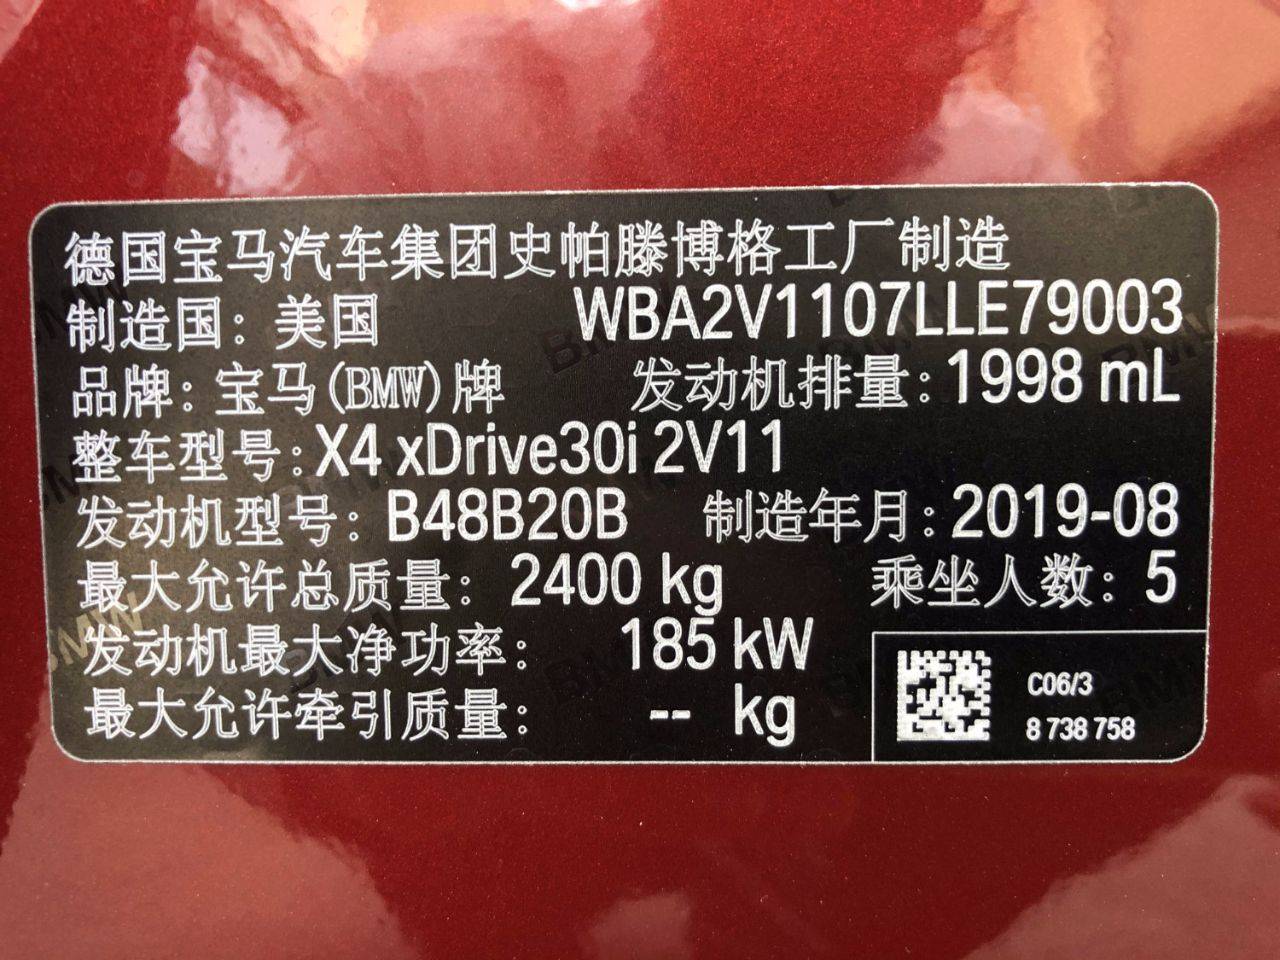 德国宝马汽车集团史帕滕博格工厂制造
制造国: 美国 WBA2V1107LLE79003
品牌: 宝马(BMW)牌 发动机排量: 1998 mL
整车型号: X4 xDrive30i 2V11
发动机型号: B48B20B 制造年月: 2019-08
最大允许总质量: 2400 kg 乘坐人数: 5
发动机最大净功率: 185 kW
最大允许牵引质量: -- kg
C06/3
8 738 758